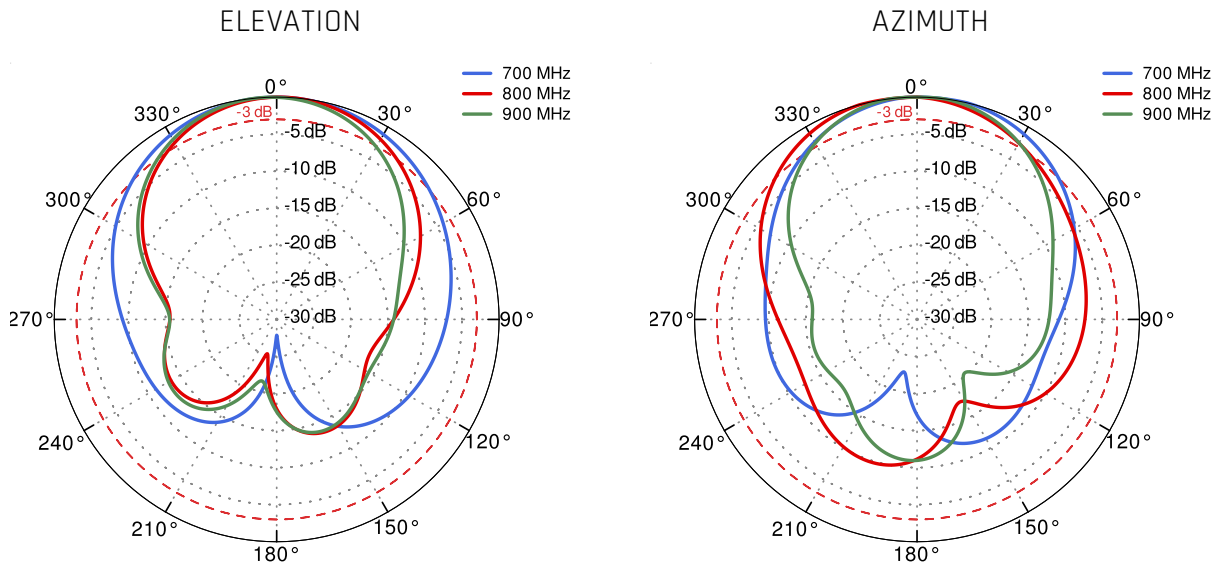 ELEVATION
700 MHz
800 MHz
900 MHz
0°
330°
30°
-3 dB
-5 dB
-10 dB
300°
60°
-15 dB
-20 dB
-25 dB
-30 dB
270°
90°
240°
120°
210°
150°
180°
AZIMUTH
700 MHz
800 MHz
900 MHz
0°
330°
30°
-3 dB
-5 dB
-10 dB
300°
60°
-15 dB
-20 dB
-25 dB
-30 dB
270°
90°
240°
120°
210°
150°
180°